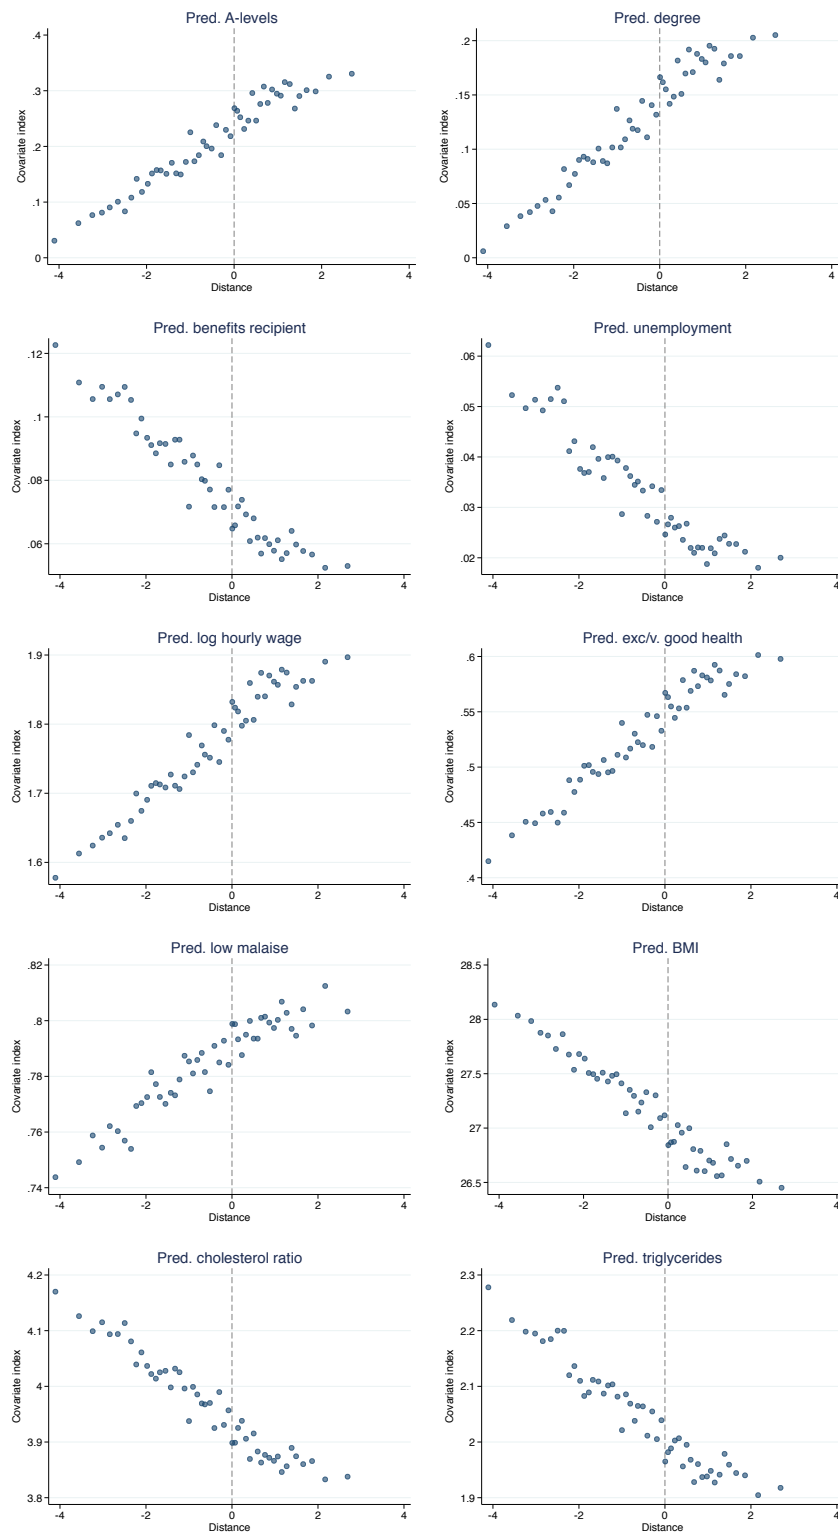 Pred. A-levels
Covariate index
.4
.3
.2
.1
0
-4 -2 0 2 4
Distance
Pred. degree
Covariate index
.2
.15
.1
.05
0
-4 -2 0 2 4
Distance
Pred. benefits recipient
Covariate index
.12
.1
.08
.06
-4 -2 0 2 4
Distance
Pred. unemployment
Covariate index
.06
.05
.04
.03
.02
-4 -2 0 2 4
Distance
Pred. log hourly wage
Covariate index
1.9
1.8
1.7
1.6
-4 -2 0 2 4
Distance
Pred. exc/v. good health
Covariate index
.6
.55
.5
.45
.4
-4 -2 0 2 4
Distance
Pred. low malaise
Covariate index
.82
.8
.78
.76
.74
-4 -2 0 2 4
Distance
Pred. BMI
Covariate index
28.5
28
27.5
27
26.5
-4 -2 0 2 4
Distance
Pred. cholesterol ratio
Covariate index
4.2
4.1
4
3.9
3.8
-4 -2 0 2 4
Distance
Pred. triglycerides
Covariate index
2.3
2.2
2.1
2
1.9
-4 -2 0 2 4
Distance